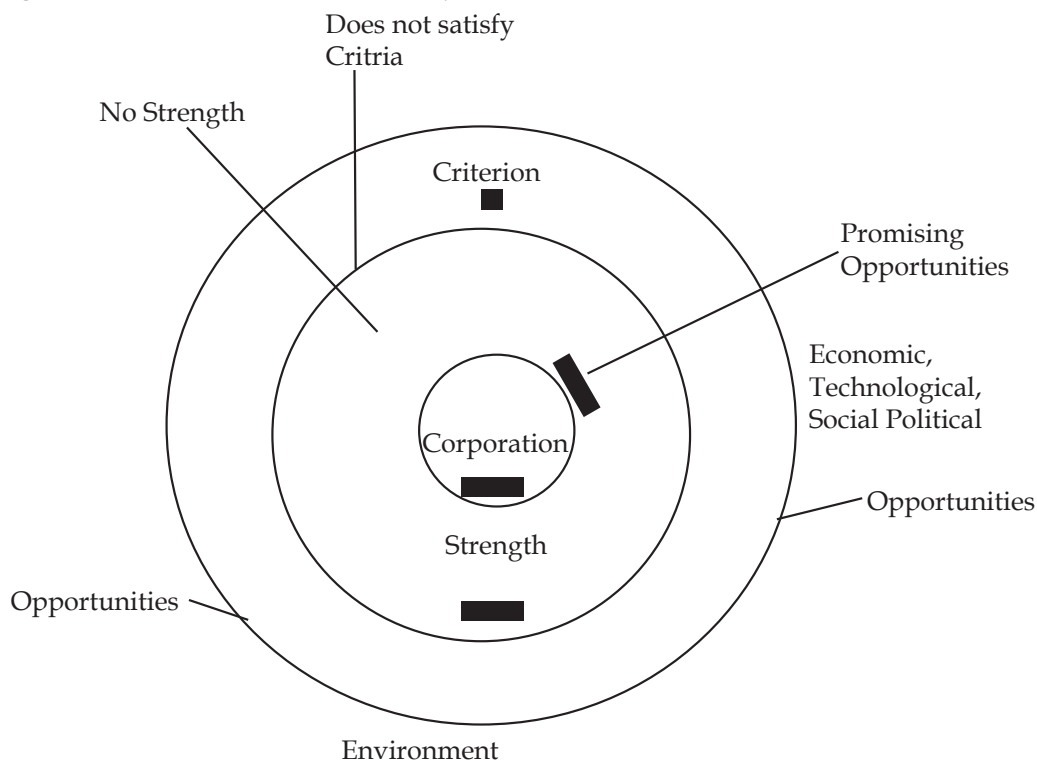 Does not satisfy
Critria
No Strength
Criterion
Promising
Opportunities
Economic,
Technological,
Social Political
Corporation
Opportunities
Strength
Opportunities
Environment